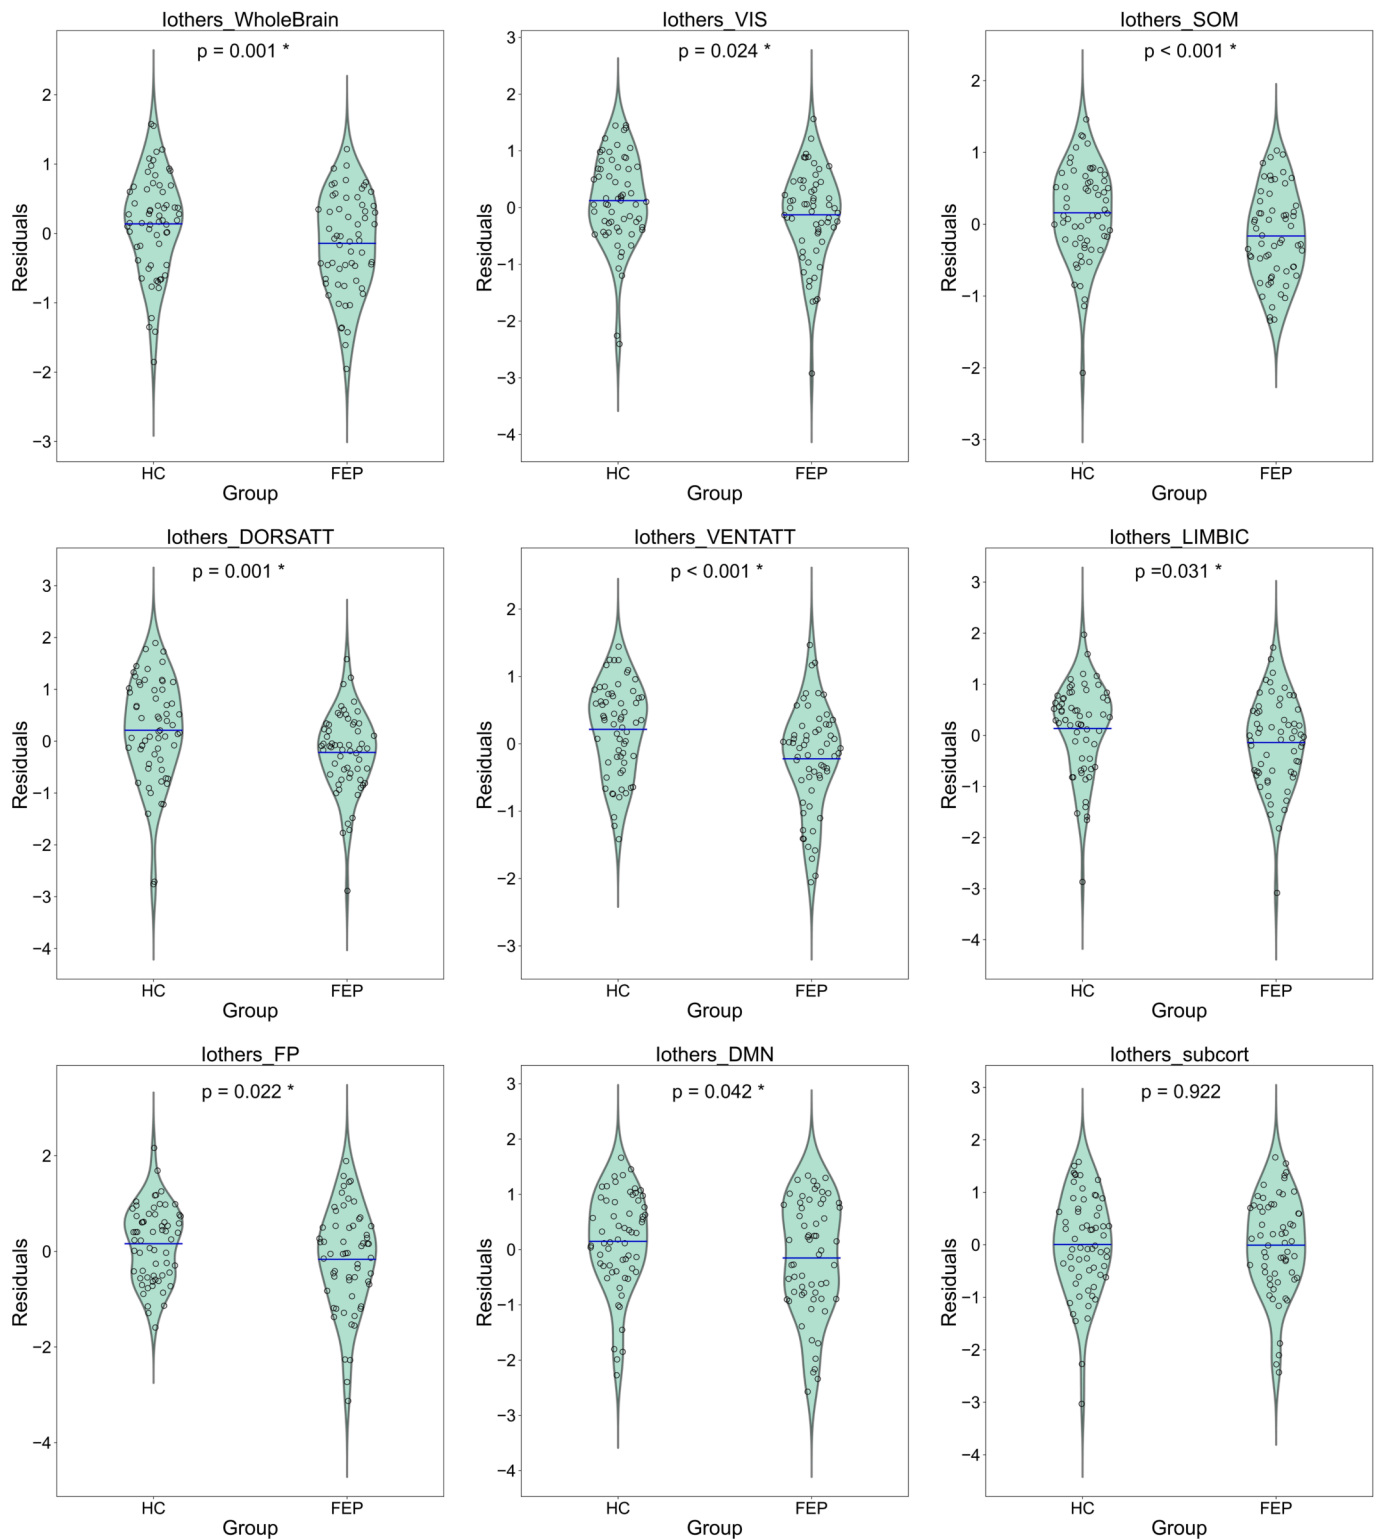 Iothers_WholeBrain
p = 0.001 *
2
1
0
−1
−2
−3
Residuals
HC
FEP
Group
Iothers_VIS
p = 0.024 *
3
2
1
0
−1
−2
−3
−4
Residuals
HC
FEP
Group
Iothers_SOM
p < 0.001 *
2
1
0
−1
−2
−3
Residuals
HC
FEP
Group
Iothers_DORSATT
p = 0.001 *
3
2
1
0
−1
−2
−3
−4
Residuals
HC
FEP
Group
Iothers_VENTATT
p < 0.001 *
2
1
0
−1
−2
−3
Residuals
HC
FEP
Group
Iothers_LIMBIC
p =0.031 *
3
2
1
0
−1
−2
−3
−4
Residuals
HC
FEP
Group
Iothers_FP
p = 0.022 *
2
0
−2
−4
Residuals
HC
FEP
Group
Iothers_DMN
p = 0.042 *
3
2
1
0
−1
−2
−3
−4
Residuals
HC
FEP
Group
Iothers_subcort
p = 0.922
3
2
1
0
−1
−2
−3
−4
Residuals
HC
FEP
Group